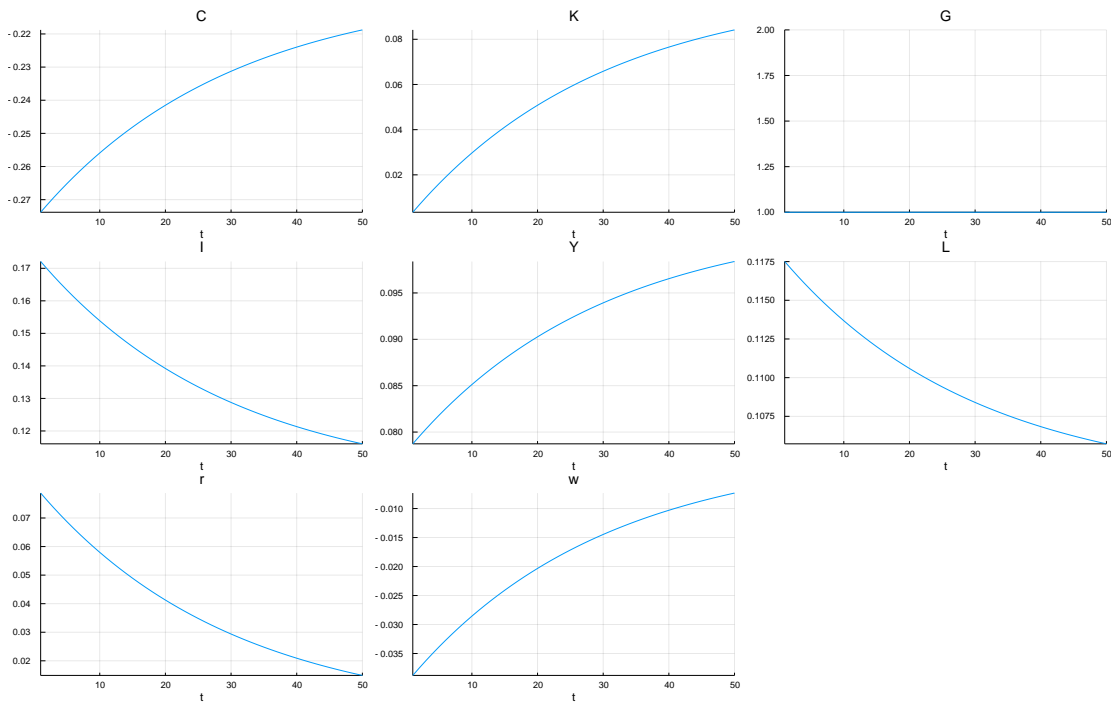 C
- 0.22
- 0.23
- 0.24
- 0.25
- 0.26
- 0.27
10 20 30 40 50
t
K
0.08
0.06
0.04
0.02
10 20 30 40 50
t
G
2.00
1.75
1.50
1.25
1.00
10 20 30 40 50
t
I
0.17
0.16
0.15
0.14
0.13
0.12
10 20 30 40 50
t
Y
0.095
0.090
0.085
0.080
10 20 30 40 50
t
L
0.1175
0.1150
0.1125
0.1100
0.1075
10 20 30 40 50
t
r
0.07
0.06
0.05
0.04
0.03
0.02
10 20 30 40 50
t
w
- 0.010
- 0.015
- 0.020
- 0.025
- 0.030
- 0.035
10 20 30 40 50
t